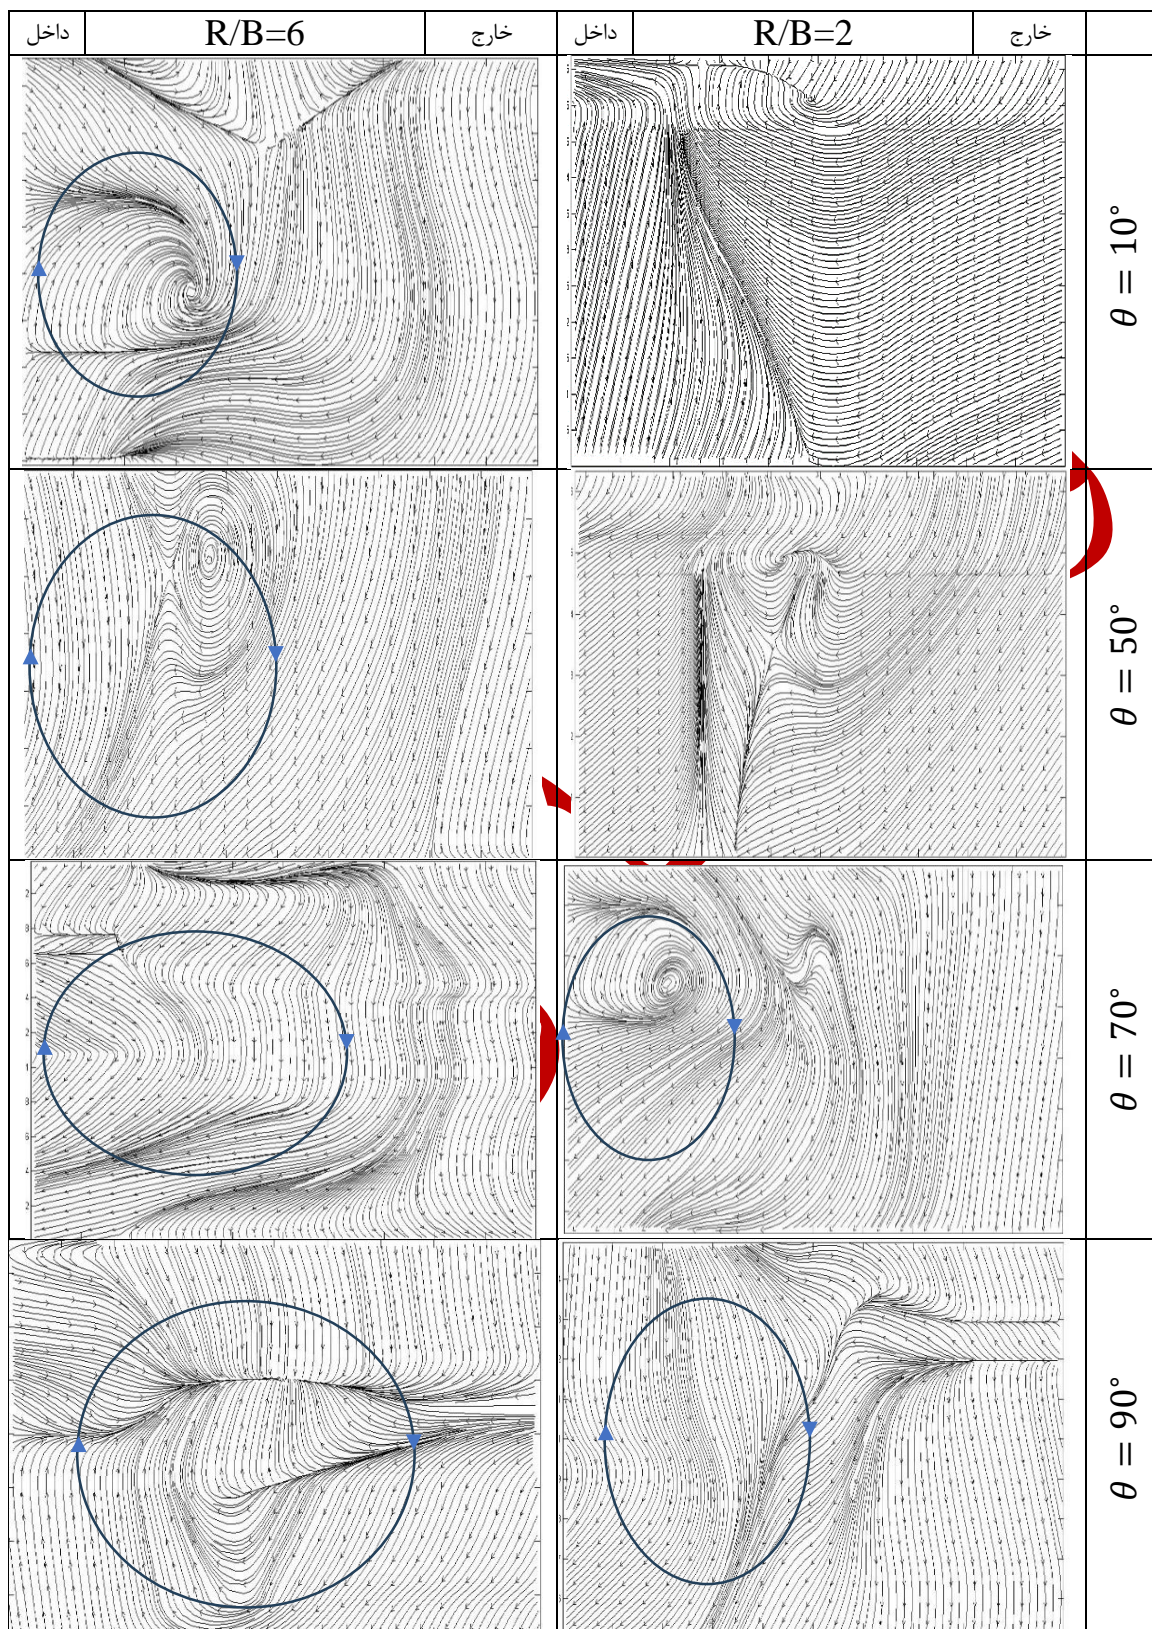 خارج R/B=2 داخل خارج R/B=6 داخل
θ = 10°
θ = 50°
θ = 70°
θ = 90°